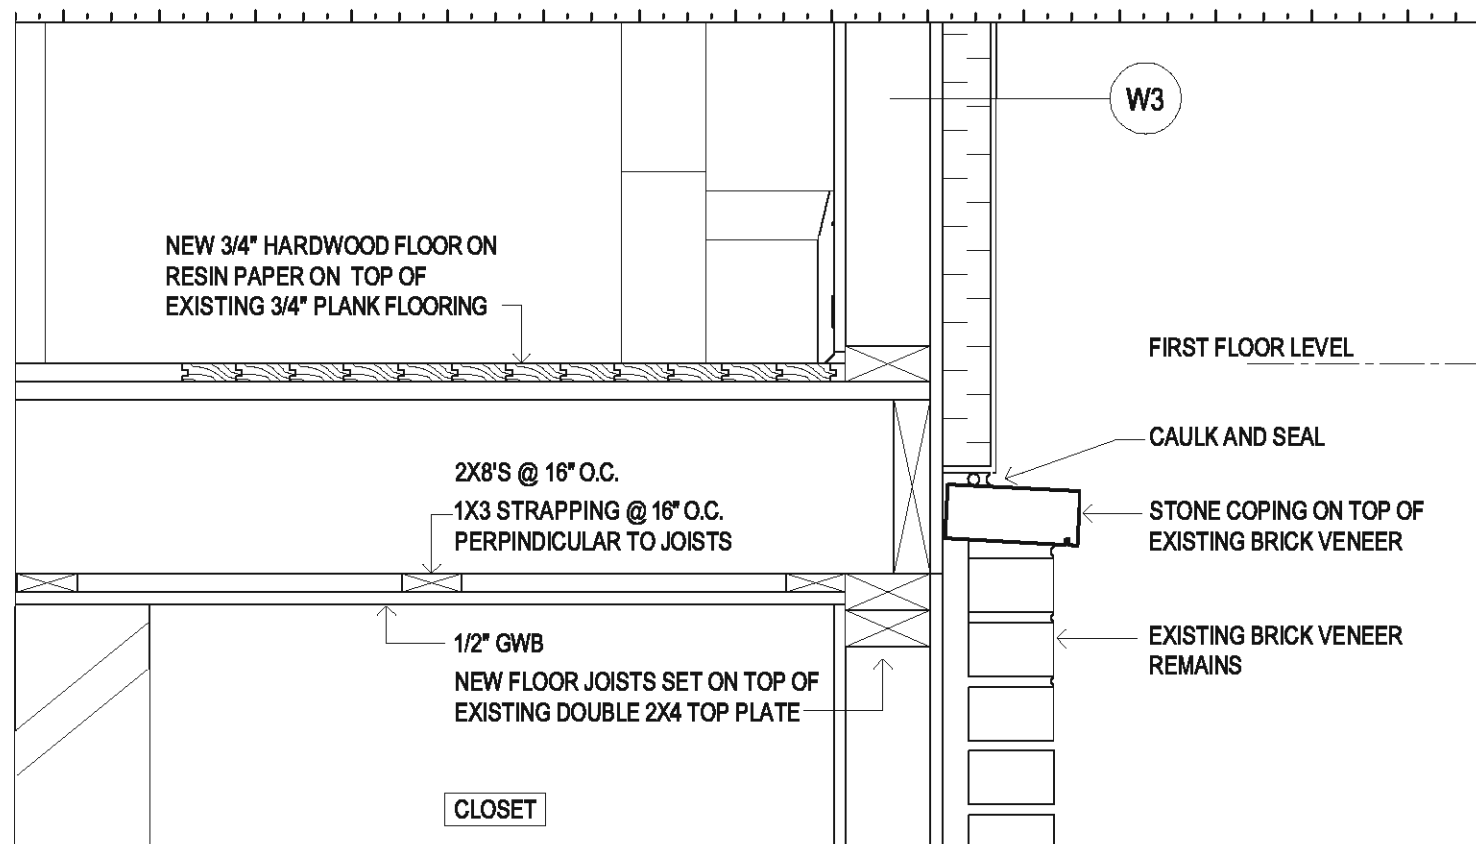 W3
NEW 3/4" HARDWOOD FLOOR ON
RESIN PAPER ON TOP OF
EXISTING 3/4" PLANK FLOORING
FIRST FLOOR LEVEL
CAULK AND SEAL
2X8'S @ 16" O.C.
1X3 STRAPPING @ 16" O.C.
PERPINDICULAR TO JOISTS
STONE COPING ON TOP OF
EXISTING BRICK VENEER
1/2" GWB
NEW FLOOR JOISTS SET ON TOP OF
EXISTING DOUBLE 2X4 TOP PLATE
EXISTING BRICK VENEER
REMAINS
CLOSET